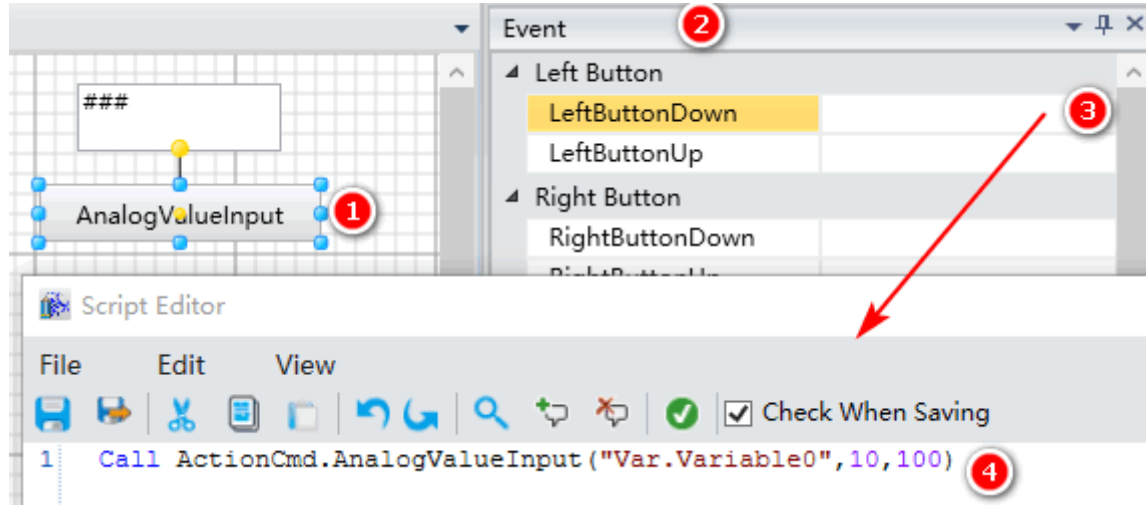 Event
2
Left Button
###
3
LeftButtonDown
LeftButtonUp
Right Button
AnalogValueInput
1
RightButtonDown
RightButtonUp
Script Editor
File Edit View
Check When Saving
1 Call ActionCmd.AnalogValueInput("Var.Variable0",10,100)
4